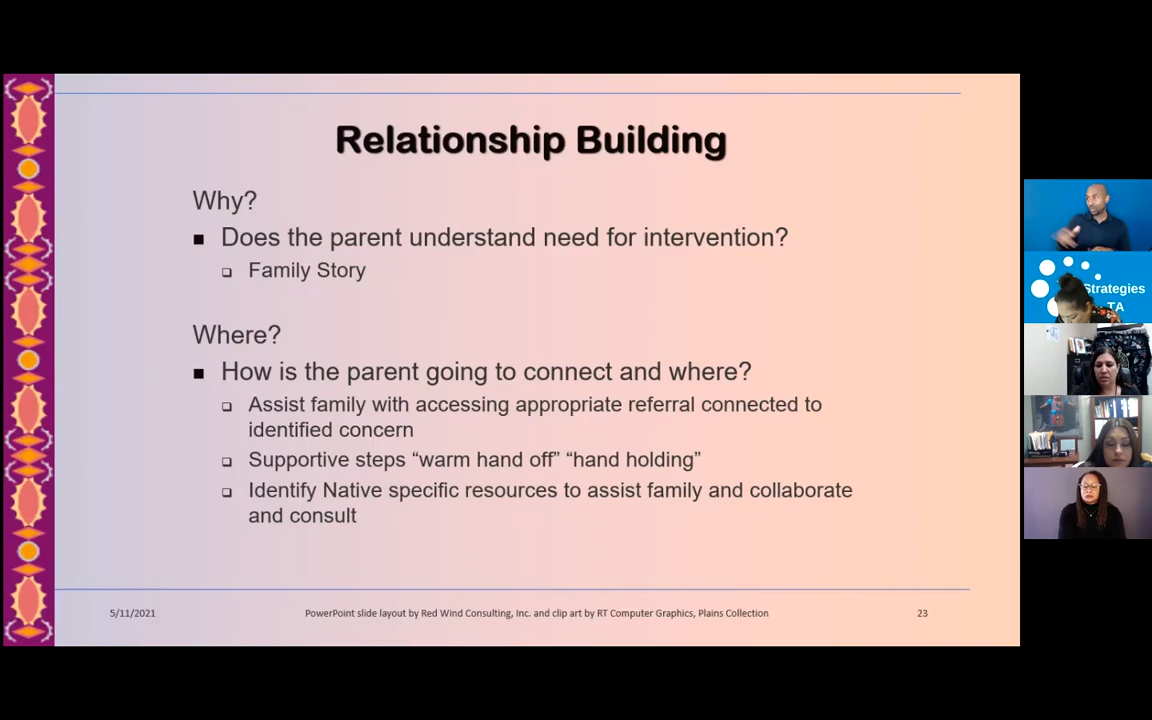 Relationship Building
Why?
Does the parent understand need for intervention?
Family Story
Where?
How is the parent going to connect and where?
Assist family with accessing appropriate referral connected to
identified concern
Supportive steps “warm hand off” “hand holding”
Identify Native specific resources to assist family and collaborate
and consult
5/11/2021
PowerPoint slide layout by Red Wind Consulting, Inc. and clip art by RT Computer Graphics, Plains Collection
23
Strategies
TA